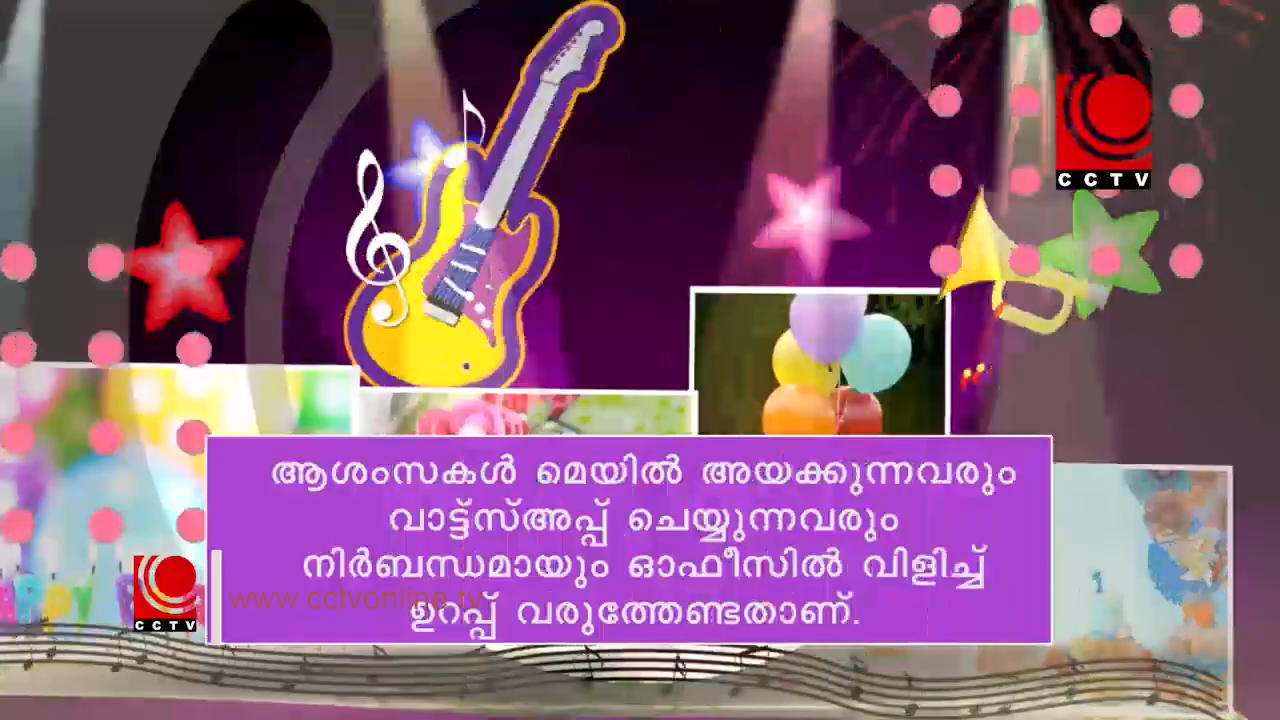 CCTV
ആശംസകൾ മെയിൽ അയക്കുന്നവരും
വാട്ട്സ്അപ്പ് ചെയ്യുന്നവരും
നിർബന്ധമായും ഓഫീസിൽ വിളിച്ച്
ഉറപ്പ് വരുത്തേണ്ടതാണ്.
www.cctvonline.tv
CCTV